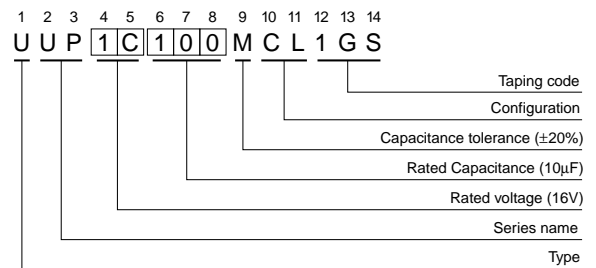 1 2 3 4 5 6 7 8 9 10 11 12 13 14
U U P 1 C 1 0 0 M C L 1 G S
Taping code
Configuration
Capacitance tolerance (±20%)
Rated Capacitance (10µF)
Rated voltage (16V)
Series name
Type